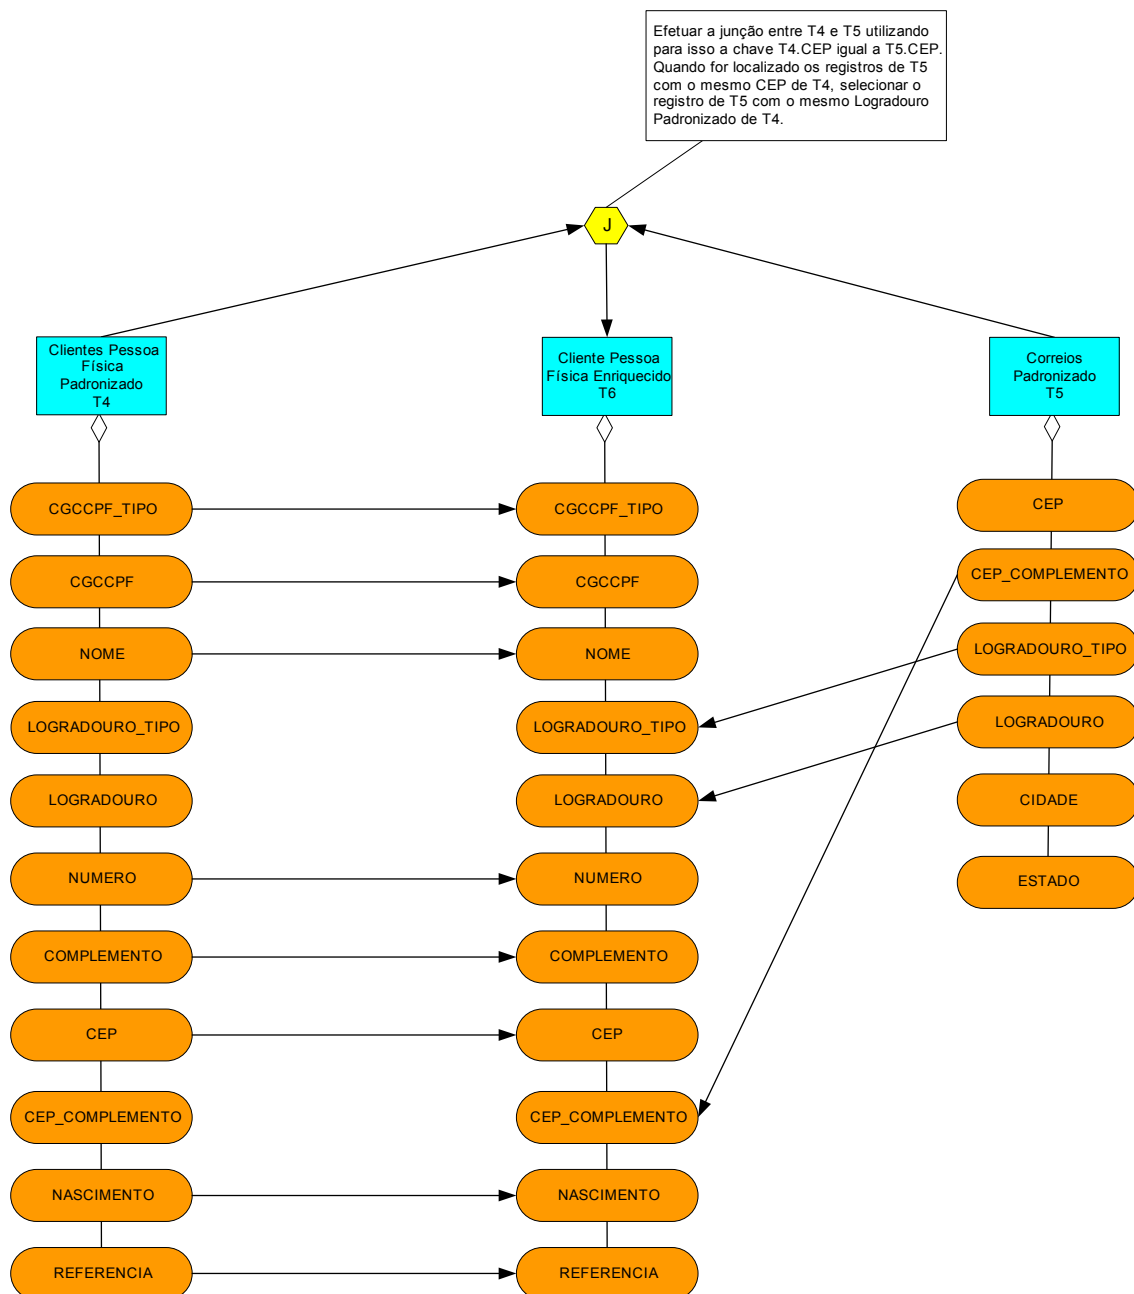 Efetuar a junção entre T4 e T5 utilizando
para isso a chave T4.CEP igual a T5.CEP.
Quando for localizado os registros de T5
com o mesmo CEP de T4, selecionar o
registro de T5 com o mesmo Logradouro
Padronizado de T4.
J
Clientes Pessoa
Física
Padronizado
T4
Cliente Pessoa
Física Enriquecido
T6
Correios
Padronizado
T5
CGCCPF_TIPO
CGCCPF
NOME
LOGRADOURO_TIPO
LOGRADOURO
NUMERO
COMPLEMENTO
CEP
CEP_COMPLEMENTO
NASCIMENTO
REFERENCIA
CGCCPF_TIPO
CGCCPF
NOME
LOGRADOURO_TIPO
LOGRADOURO
NUMERO
COMPLEMENTO
CEP
CEP_COMPLEMENTO
NASCIMENTO
REFERENCIA
CEP
CEP_COMPLEMENTO
LOGRADOURO_TIPO
LOGRADOURO
CIDADE
ESTADO